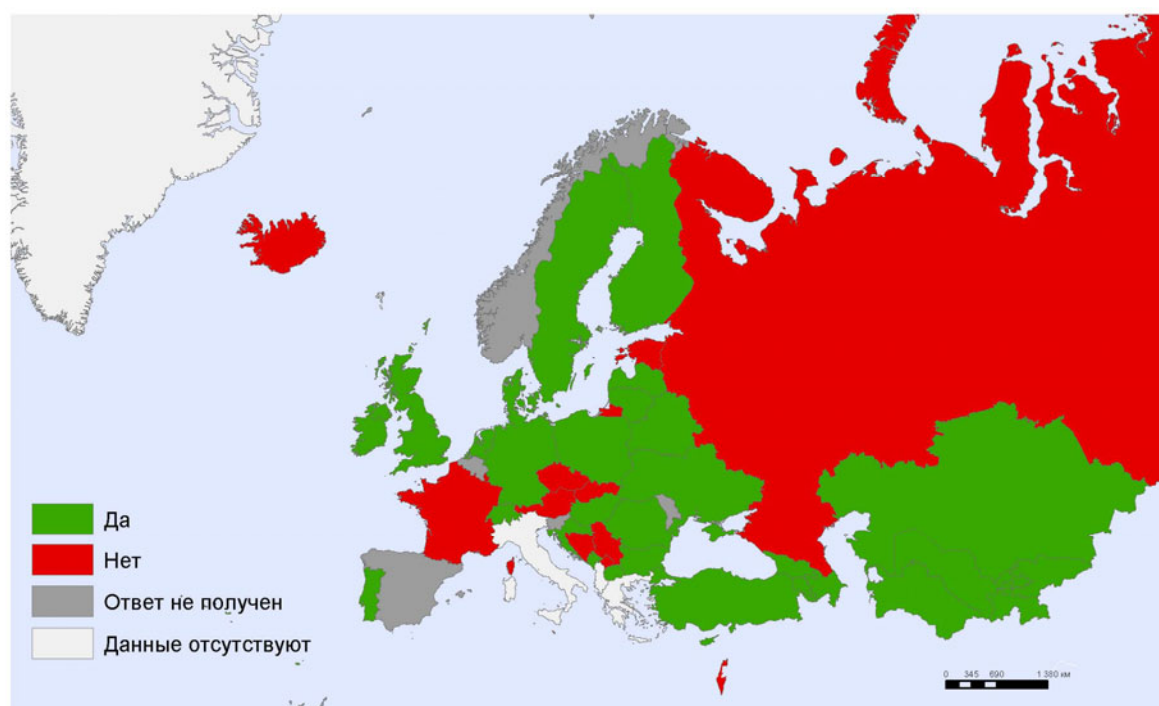 Да
Нет
Ответ не получен
Данные отсутствуют
0 345 690 1 380 км